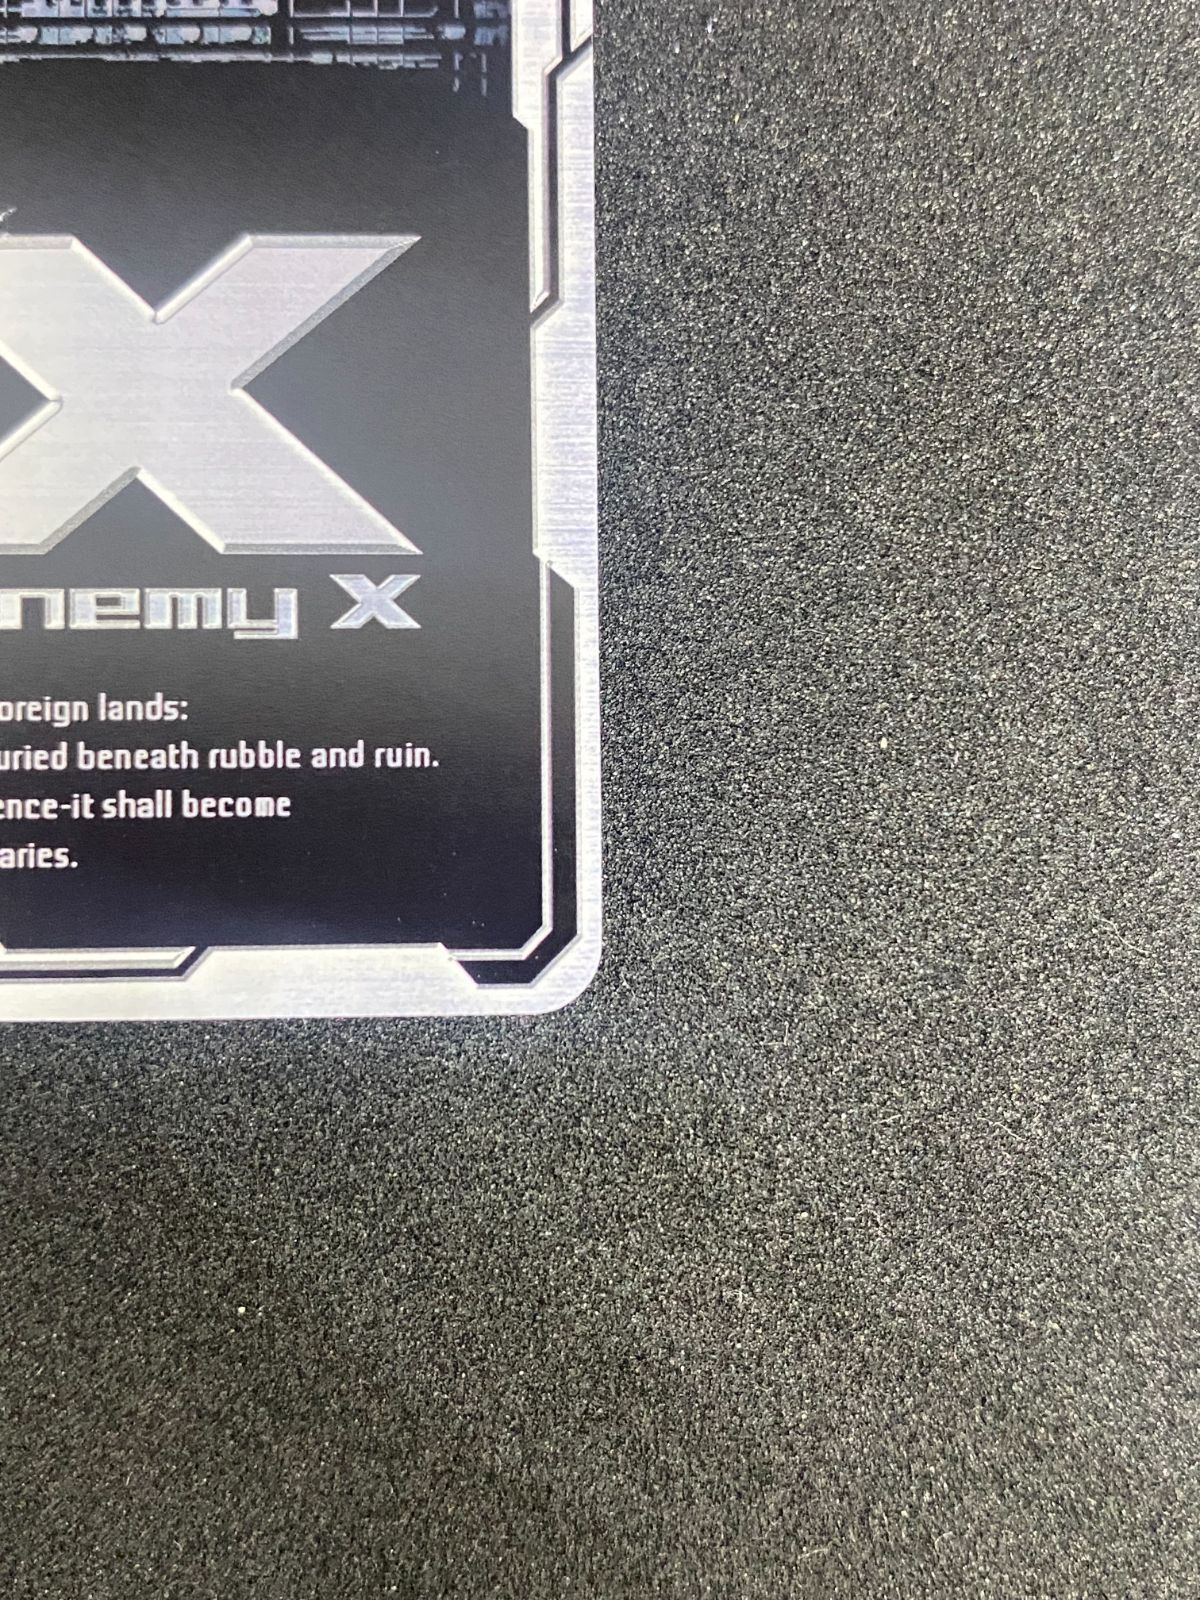 X
nemy X
oreign lands:
uried beneath rubble and ruin.
ence-it shall become
aries.